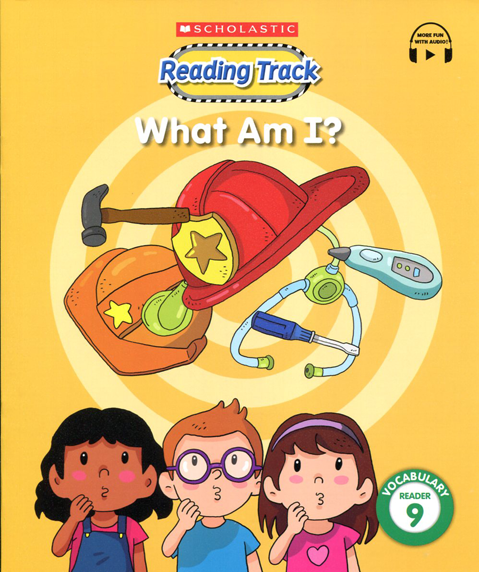 SCHOLASTIC
MORE FUN
WITH AUDIO!
Reading Track
What Am I?
VOCABULARY
READER
9